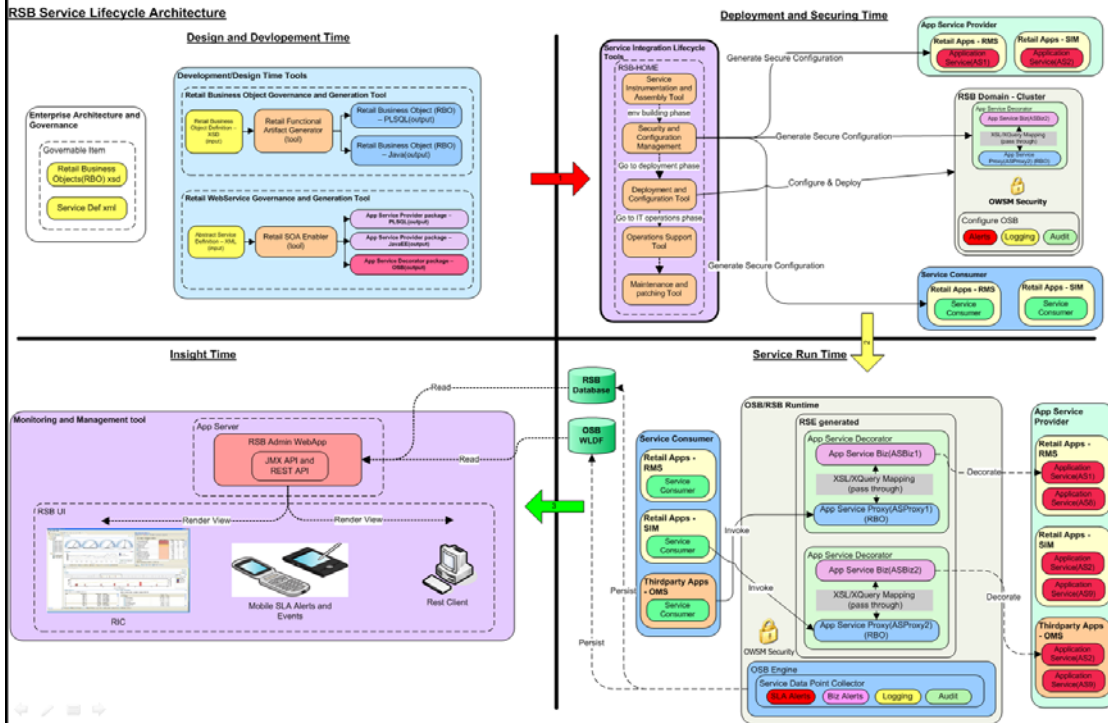 RSB Service Lifecycle Architecture
Design and Devlopement Time
Enterprise Architecture and
Governance
Governable Item
Retail Business
Objects(RBO) xsd
Service Def xml
Development/Design Time Tools
Retail Business Object Governance and Generation Tool
Retail Business
Object Definition –
XSD
(input)
Retail Functional
Artifact Generator
(tool)
Retail Business Object (RBO)
– PLSQL(output)
Retail Business Object (RBO)
– Java(output)
Retail WebService Governance and Generation Tool
Abstract Service
Definition – XML
(input)
Retail SOA Enabler
(tool)
App Service Provider package –
PLSQL(output)
App Service Provider package –
JavaEE(output)
App Service Decorator package –
OSB(output)
1
Deployment and Securing Time
Service Integration Lifecycle
Tools
RSB-HOME
Service
Instrumentation and
Assembly Tool
env building phase
Security and
Configuration
Management
Go to deployment phase
Deployment and
Configuration Tool
Go to IT operations phase
Operations Support
Tool
Maintenance and
patching Tool
Generate Secure Configuration
Generate Secure Configuration
Configure & Deploy
Generate Secure Configuration
App Service Provider
Retail Apps - RMS
Application
Service(AS1)
Retail Apps - SIM
Application
Service(AS2)
RSB Domain - Cluster
App Service Decorator
App Service Biz(ASBiz2)
XSL/XQuery Mapping
(pass through)
App Service
Proxy(ASProxy2) (RBO)
OWSM Security
Configure OSB
Alerts
Logging
Audit
Service Consumer
Retail Apps - RMS
Service
Consumer
Retail Apps - SIM
Service
Consumer
2
Insight Time
Monitoring and Management tool
App Server
RSB Admin WebApp
JMX API and
REST API
RSB UI
Render View
Render View
RIC
Mobile SLA Alerts and
Events
Rest Client
Read
Read
RSB
Database
OSB
WLDF
3
Persist
Persist
Service Run Time
Service Consumer
Retail Apps -
RMS
Service
Consumer
Retail Apps -
SIM
Service
Consumer
Thirdparty Apps
- OMS
Service
Consumer
Invoke
Invoke
OSB/RSB Runtime
RSE generated
App Service Decorator
App Service Biz(ASBiz1)
XSL/XQuery Mapping
(pass through)
App Service Proxy(ASProxy1)
(RBO)
App Service Decorator
App Service Biz(ASBiz2)
XSL/XQuery Mapping
(pass through)
App Service Proxy(ASProxy2)
(RBO)
OWSM Security
OSB Engine
Service Data Point Collector
SLA Alerts
Biz Alerts
Logging
Audit
Decorate
Decorate
App Service
Provider
Retail Apps -
RMS
Application
Service(AS1)
Application
Service(AS8)
Retail Apps -
SIM
Application
Service(AS2)
Application
Service(AS9)
Thirdparty Apps
- OMS
Application
Service(AS2)
Application
Service(AS9)